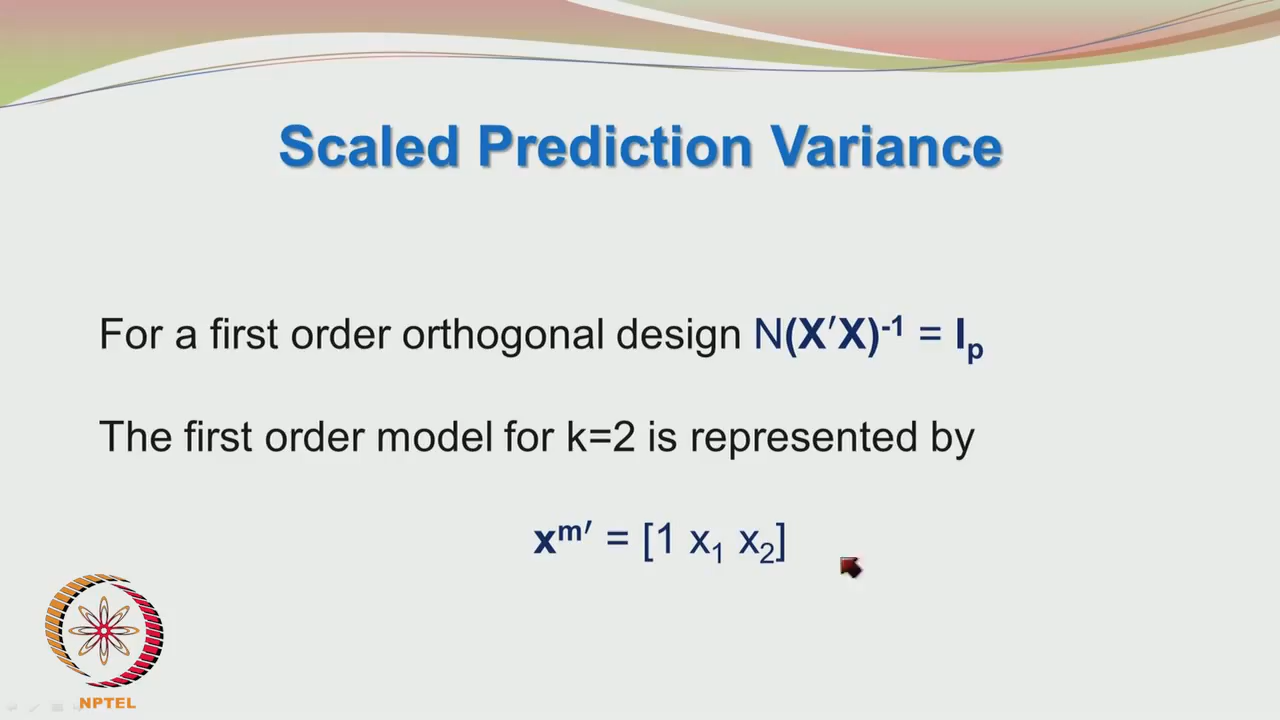 Scaled Prediction Variance
For a first order orthogonal design N(X′X)⁻¹ = Iₚ
The first order model for k=2 is represented by
xᵐ′ = [1 x₁ x₂]
NPTEL